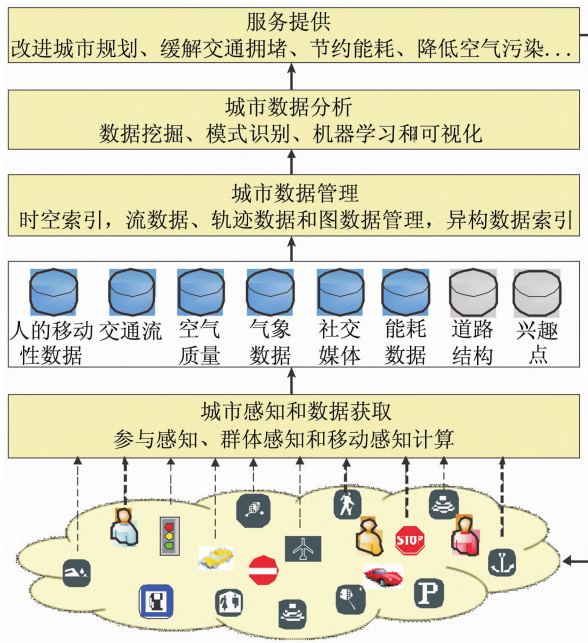 服务提供
改进城市规划、缓解交通拥堵、节约能耗、降低空气污染...
城市数据分析
数据挖掘、模式识别、机器学习和可视化
城市数据管理
时空索引，流数据、轨迹数据和图数据管理，异构数据索引
人的移动
性数据
交通流
空气
质量
气象
数据
社交
媒体
能耗
数据
道路
结构
兴趣
点
城市感知和数据获取
参与感知、群体感知和移动感知计算
STOP
P